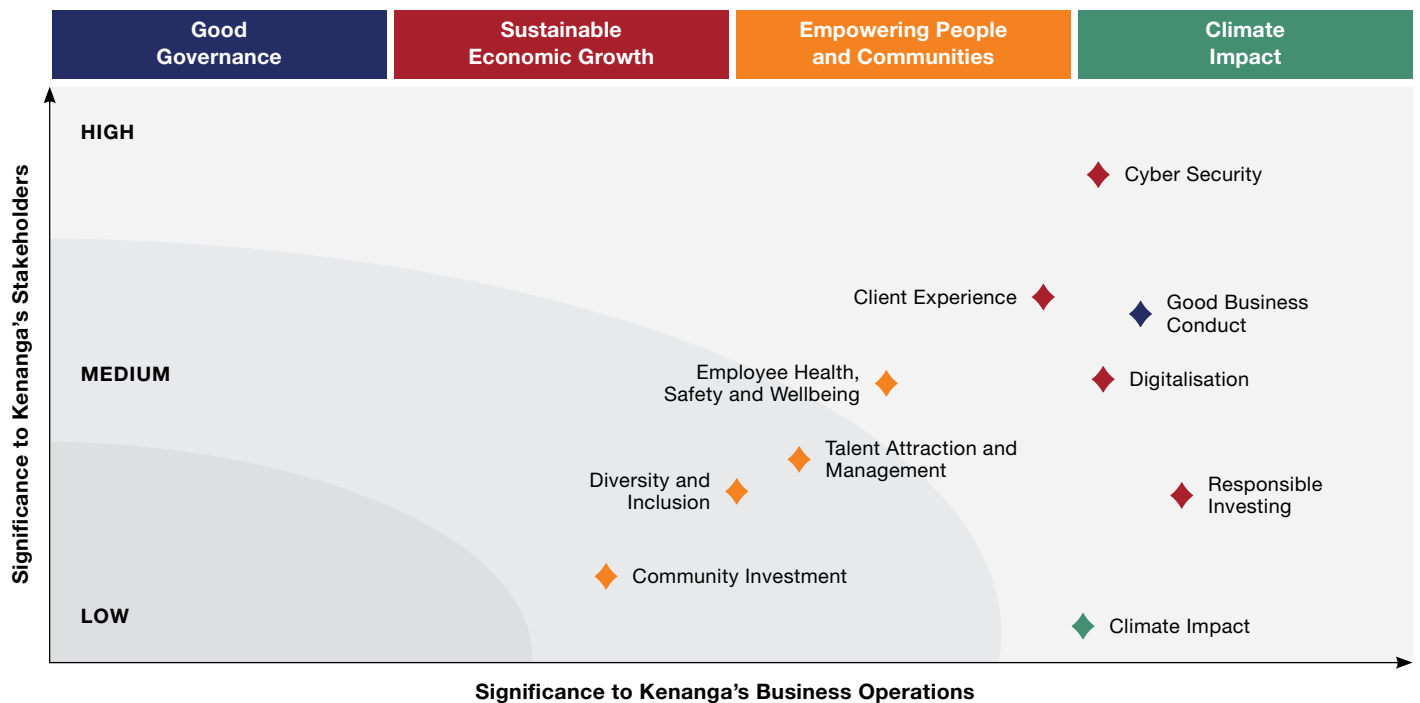 Good
Governance
Sustainable
Economic Growth
Empowering People
and Communities
Climate
Impact
Significance to Kenanga's Stakeholders
HIGH
Cyber Security
Client Experience
Good Business
Conduct
MEDIUM
Employee Health,
Safety and Wellbeing
Digitalisation
Talent Attraction and
Management
Diversity and
Inclusion
Responsible
Investing
Community Investment
LOW
Climate Impact
Significance to Kenanga's Business Operations